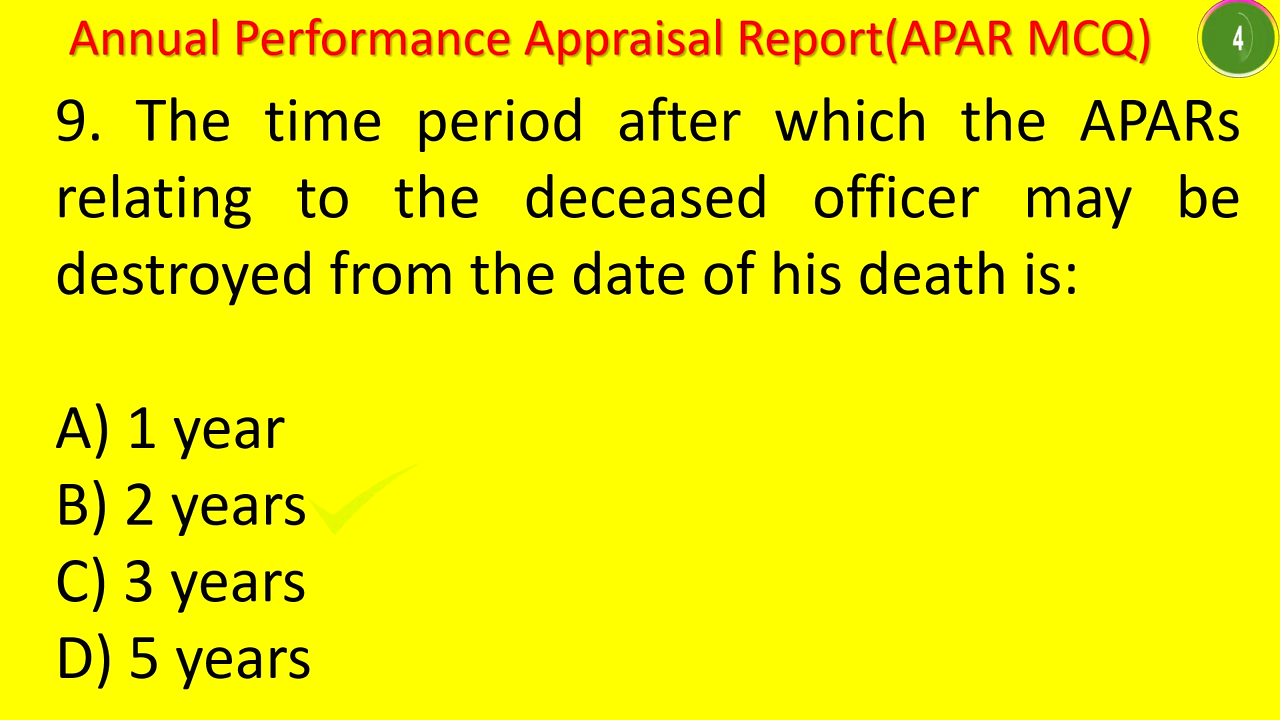 Annual Performance Appraisal Report(APAR MCQ)
4
9. The time period after which the APARs
relating to the deceased officer may be
destroyed from the date of his death is:
A) 1 year
B) 2 years
C) 3 years
D) 5 years